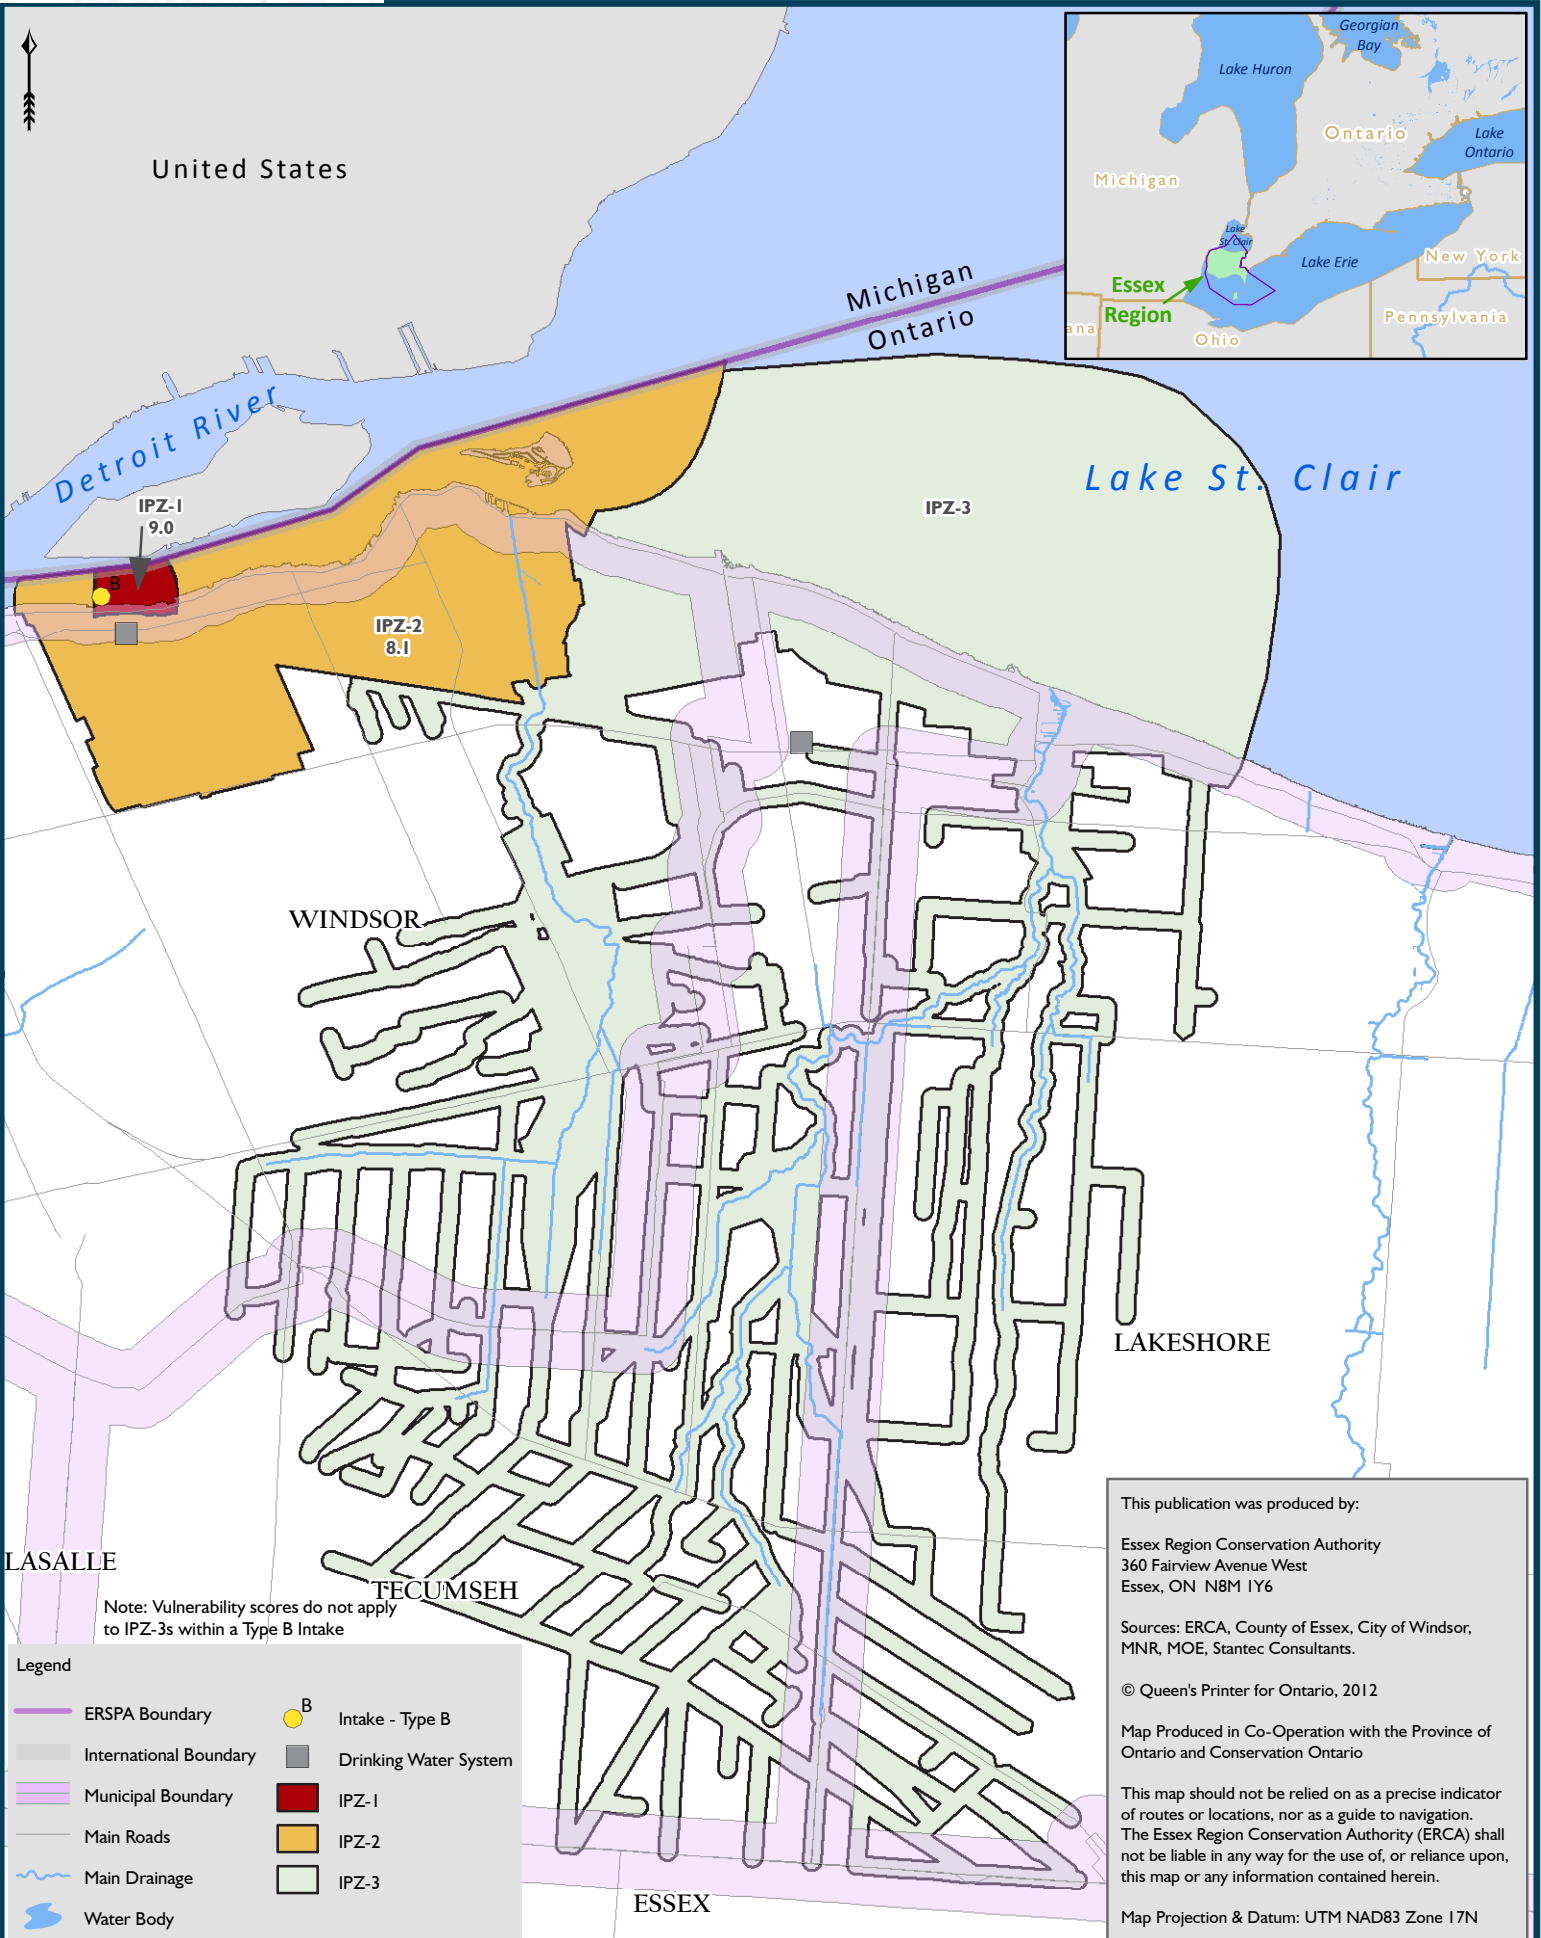 United States
Michigan
Ontario
Detroit River
Lake St. Clair
IPZ-1
9.0
B
IPZ-2
8.1
IPZ-3
WINDSOR
LAKESHORE
LASALLE
TECUMSEH
ESSEX
Georgian
Bay
Lake Huron
Ontario
Lake
Ontario
Michigan
Lake
St. Clair
Lake Erie
New York
Essex
Region
Pennsylvania
ana
Ohio
Note: Vulnerability scores do not apply
to IPZ-3s within a Type B Intake
Legend
ERSPA Boundary
International Boundary
Municipal Boundary
Main Roads
Main Drainage
Water Body
B
Intake - Type B
Drinking Water System
IPZ-1
IPZ-2
IPZ-3
This publication was produced by:
Essex Region Conservation Authority
360 Fairview Avenue West
Essex, ON N8M 1Y6
Sources: ERCA, County of Essex, City of Windsor,
MNR, MOE, Stantec Consultants.
© Queen's Printer for Ontario, 2012
Map Produced in Co-Operation with the Province of
Ontario and Conservation Ontario
This map should not be relied on as a precise indicator
of routes or locations, nor as a guide to navigation.
The Essex Region Conservation Authority (ERCA) shall
not be liable in any way for the use of, or reliance upon,
this map or any information contained herein.
Map Projection & Datum: UTM NAD83 Zone 17N